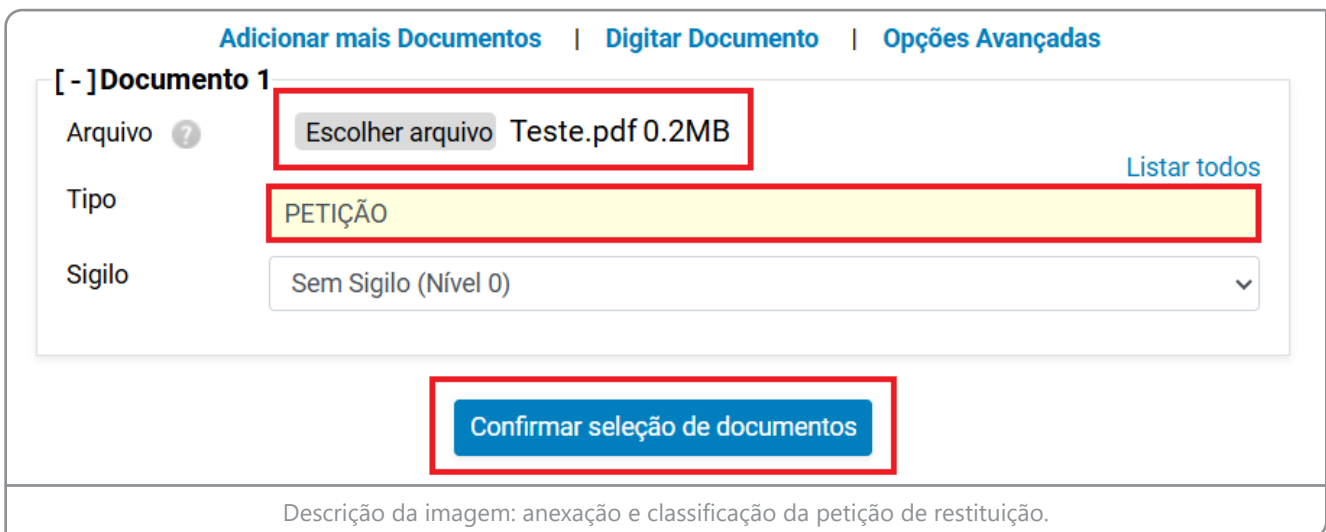 Adicionar mais Documentos | Digitar Documento | Opções Avançadas
[ - ]Documento 1
Arquivo ? Escolher arquivo Teste.pdf 0.2MB
Listar todos
Tipo PETIÇÃO
Sigilo Sem Sigilo (Nível 0)
Confirmar seleção de documentos
Descrição da imagem: anexação e classificação da petição de restituição.